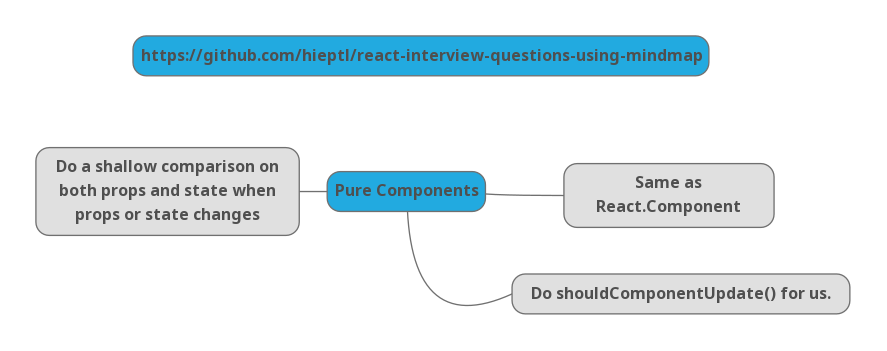 https://github.com/hieptl/react-interview-questions-using-mindmap
Do a shallow comparison on
both props and state when
props or state changes
Pure Components
Same as
React.Component
Do shouldComponentUpdate() for us.